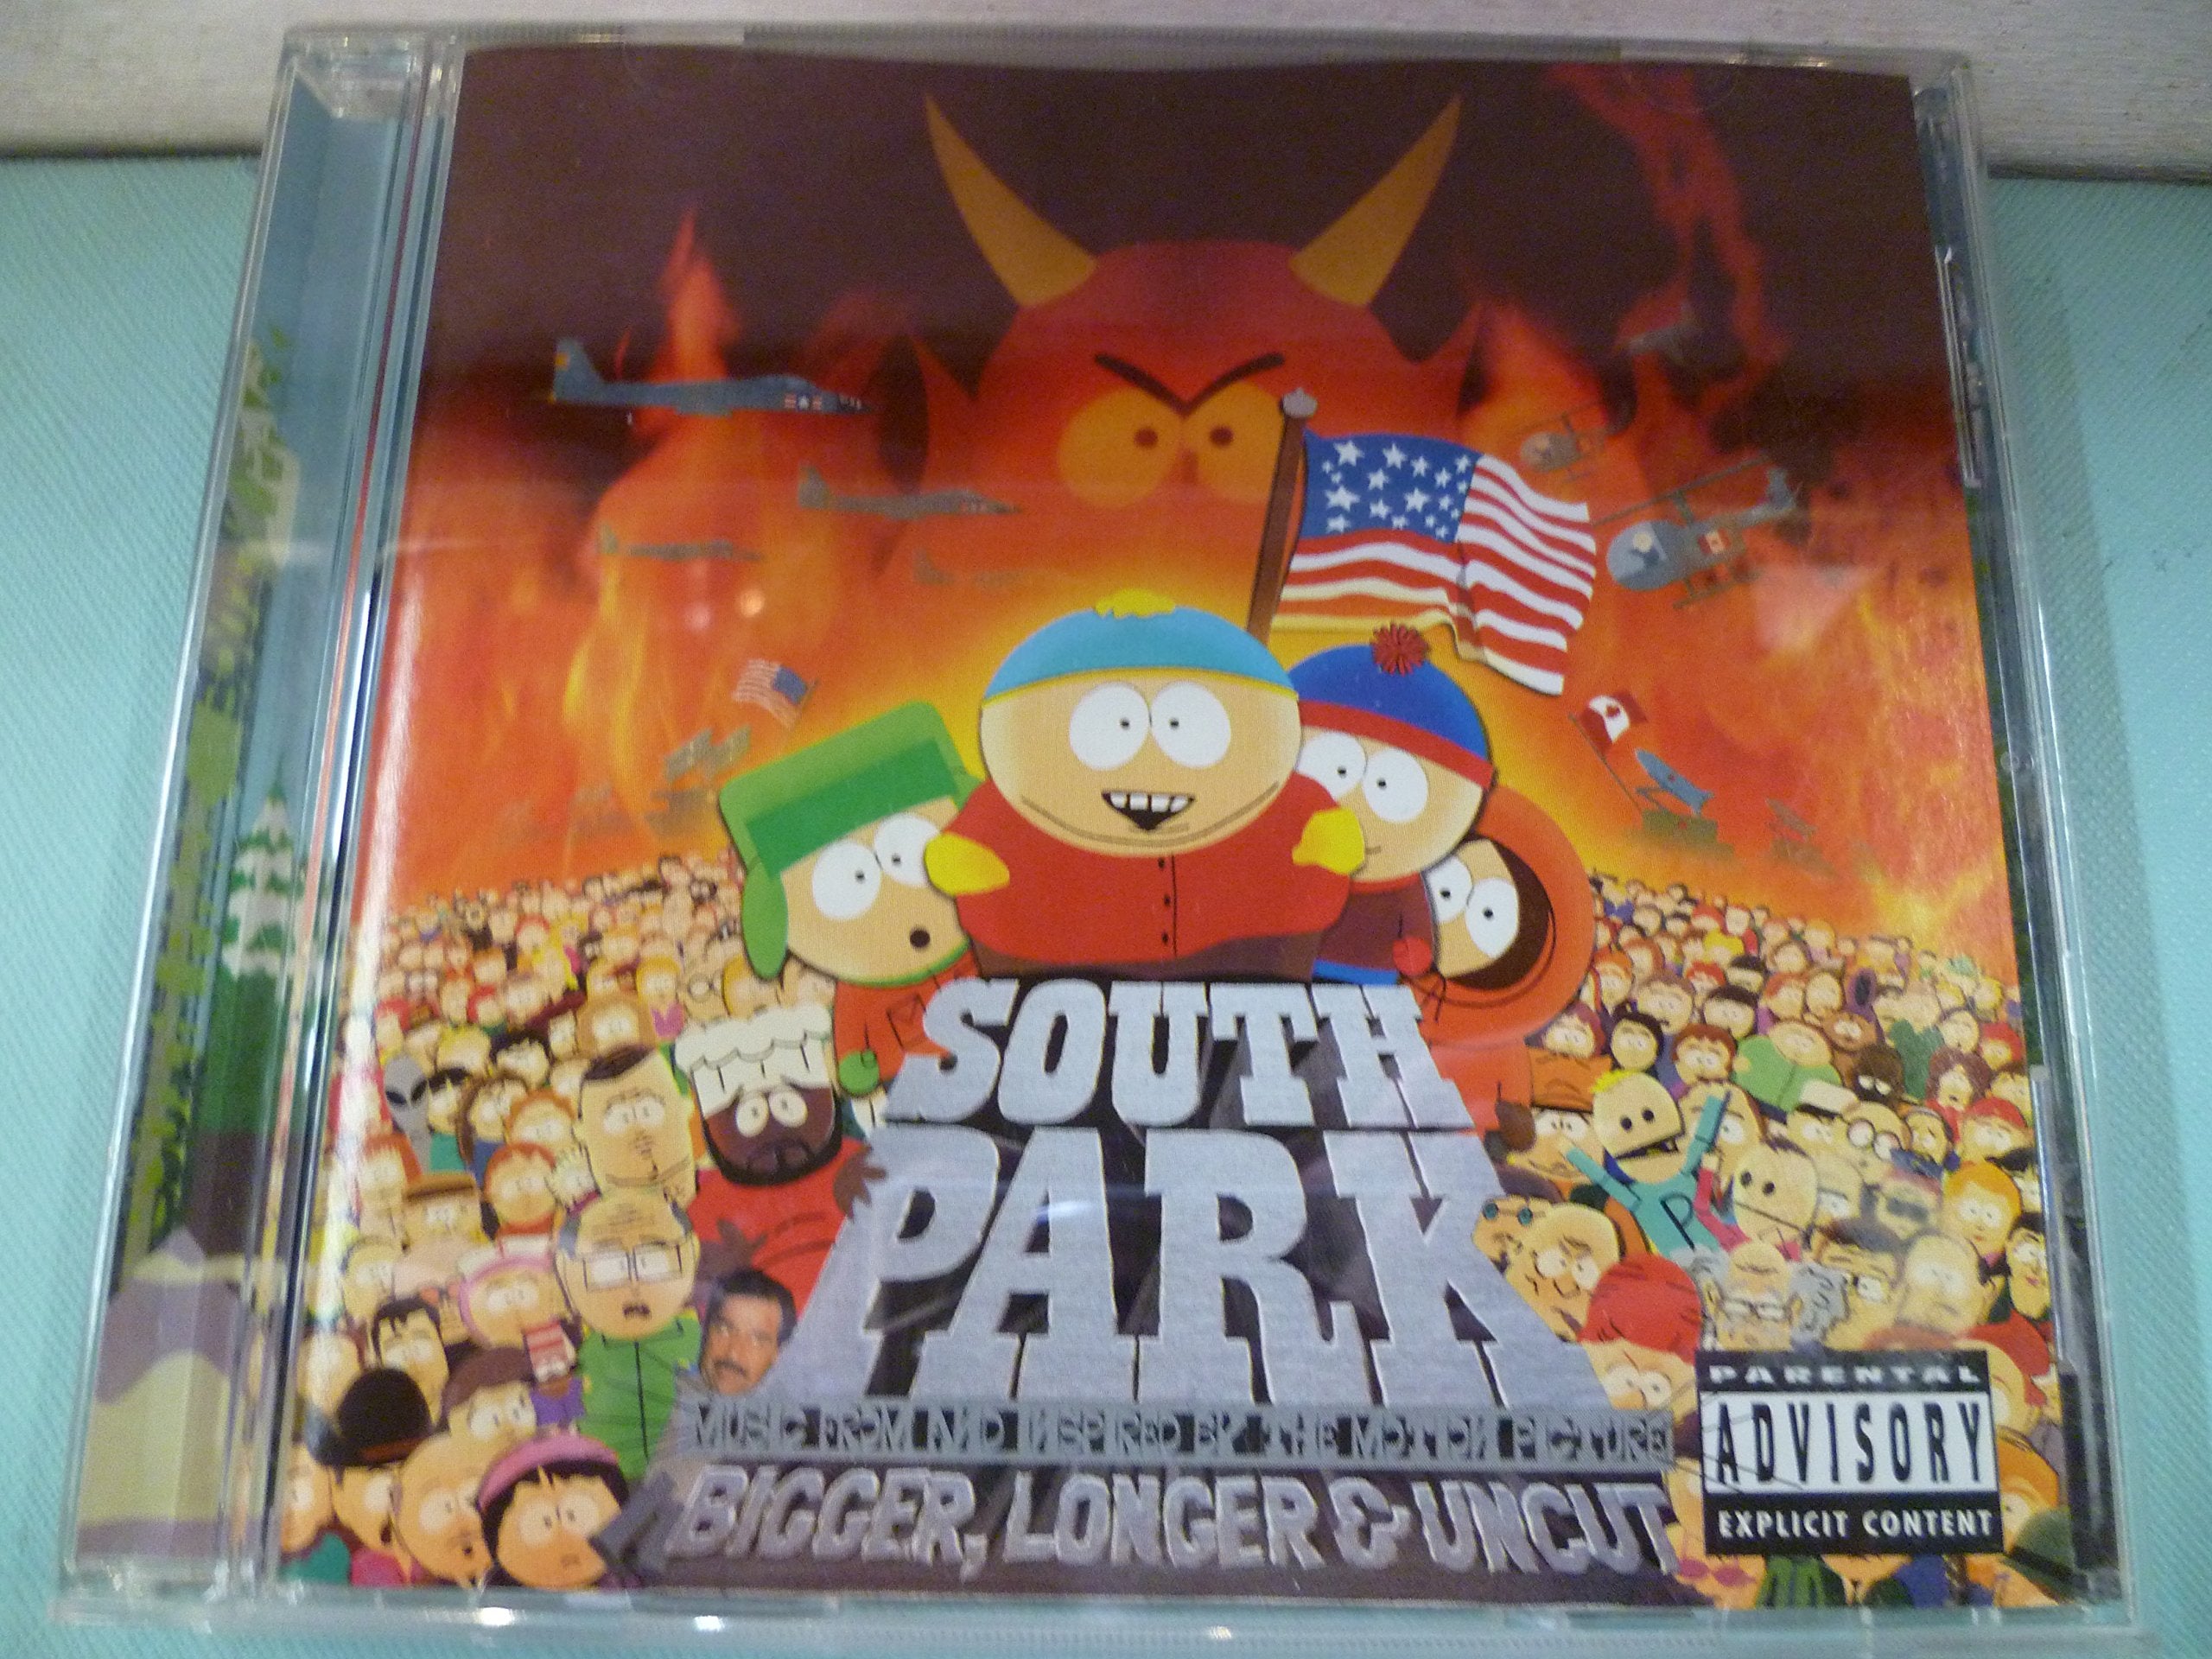 SOUTH
PARK
MUSIC FROM AND INSPIRED BY THE MOTION PICTURE
BIGGER, LONGER & UNCUT
PARENTAL
ADVISORY
EXPLICIT CONTENT